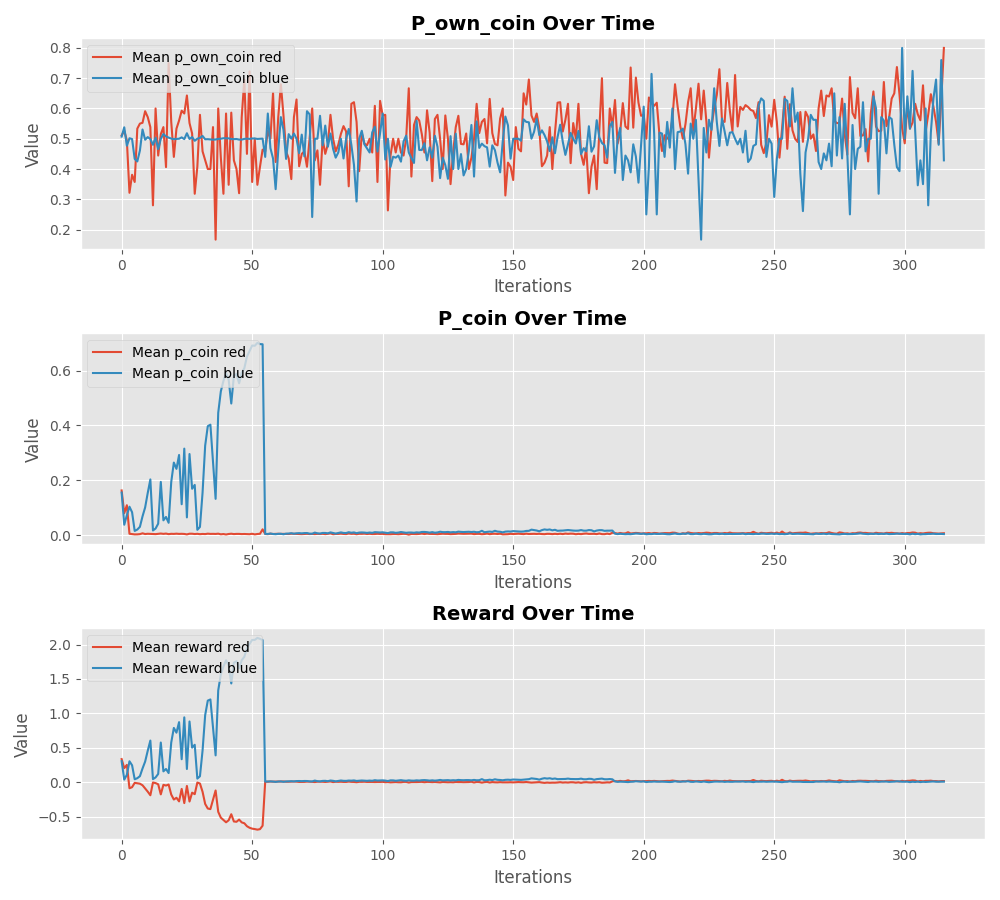 P_own_coin Over Time
Mean p_own_coin red
Mean p_own_coin blue
Value
0.8
0.7
0.6
0.5
0.4
0.3
0.2
0 50 100 150 200 250 300
Iterations
P_coin Over Time
Mean p_coin red
Mean p_coin blue
Value
0.6
0.4
0.2
0.0
0 50 100 150 200 250 300
Iterations
Reward Over Time
Mean reward red
Mean reward blue
Value
2.0
1.5
1.0
0.5
0.0
−0.5
0 50 100 150 200 250 300
Iterations